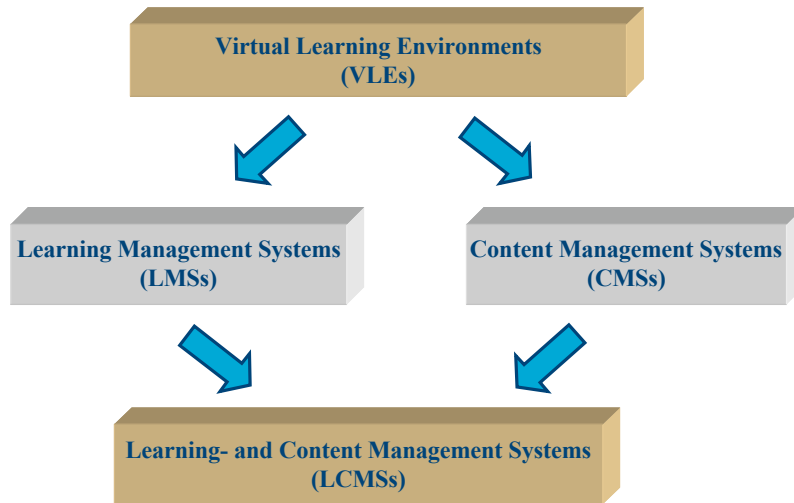 Virtual Learning Environments
(VLEs)
Learning Management Systems
(LMSs)
Content Management Systems
(CMSs)
Learning- and Content Management Systems
(LCMSs)